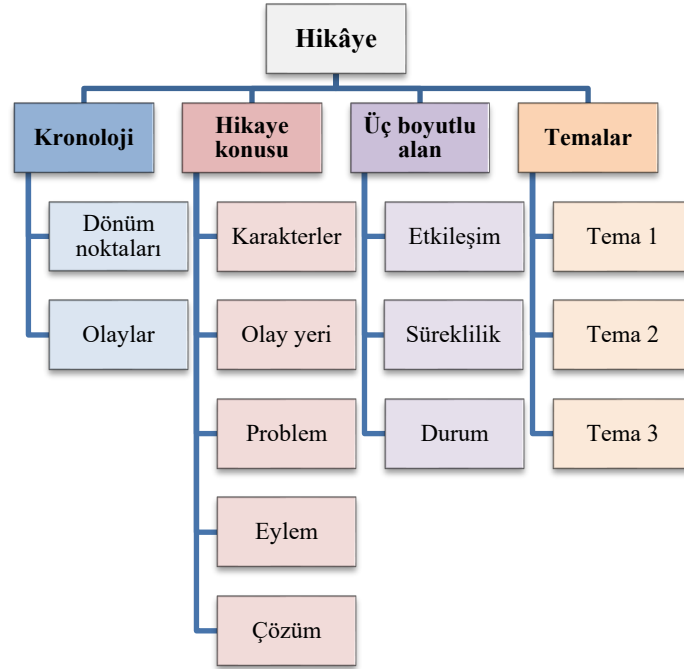 Hikâye
Kronoloji
Dönüm
noktaları
Olaylar
Hikaye
konusu
Karakterler
Olay yeri
Problem
Eylem
Çözüm
Üç boyutlu
alan
Etkileşim
Süreklilik
Durum
Temalar
Tema 1
Tema 2
Tema 3